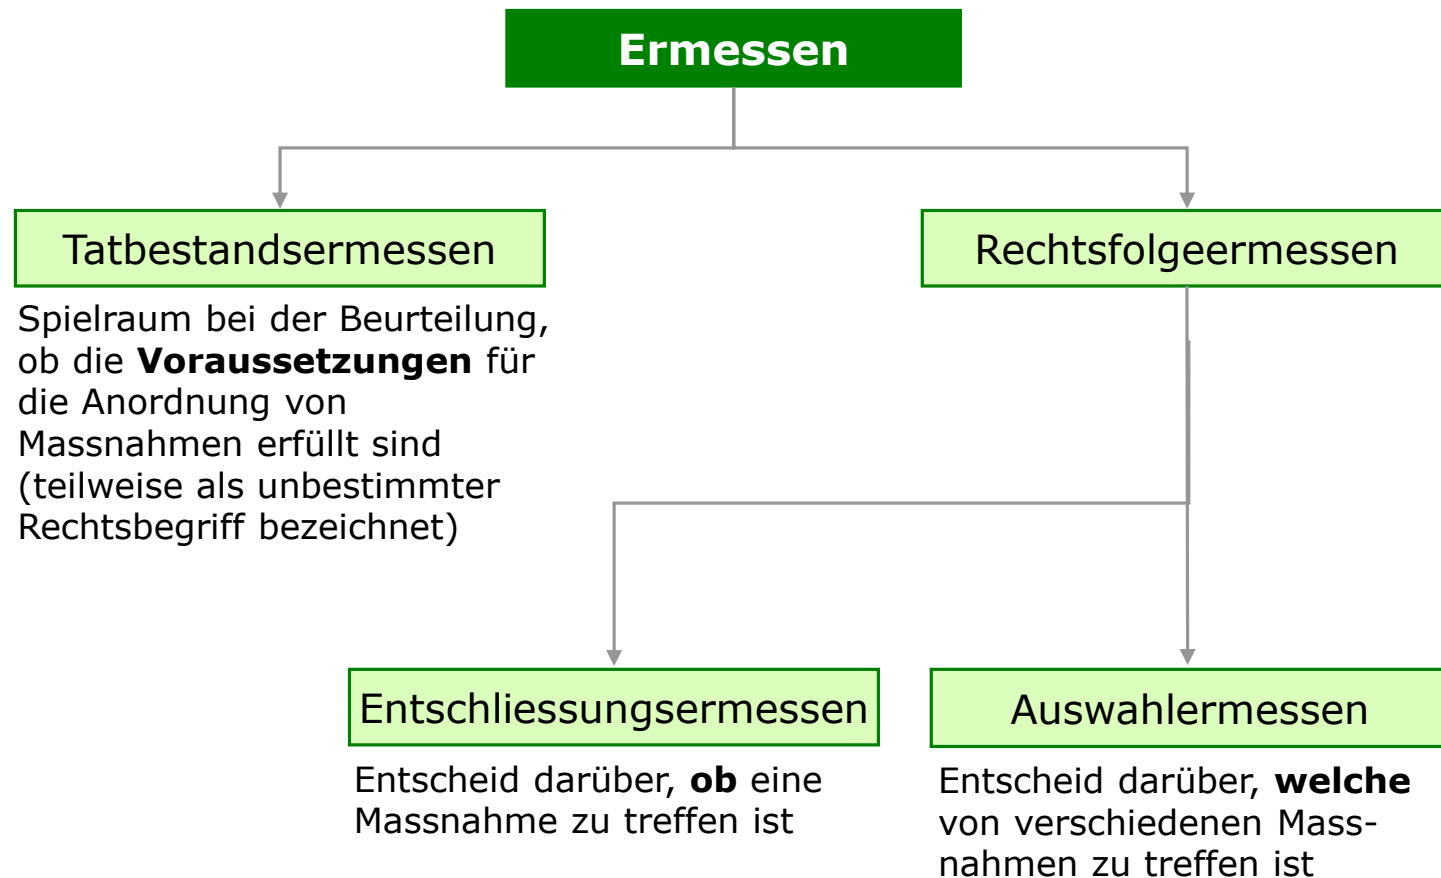 Ermessen
Tatbestandsermessen
Spielraum bei der Beurteilung,
ob die Voraussetzungen für
die Anordnung von
Massnahmen erfüllt sind
(teilweise als unbestimmter
Rechtsbegriff bezeichnet)
Rechtsfolgeermessen
Entschliessungsermessen
Entscheid darüber, ob eine
Massnahme zu treffen ist
Auswahlermessen
Entscheid darüber, welche
von verschiedenen Mass-
nahmen zu treffen ist